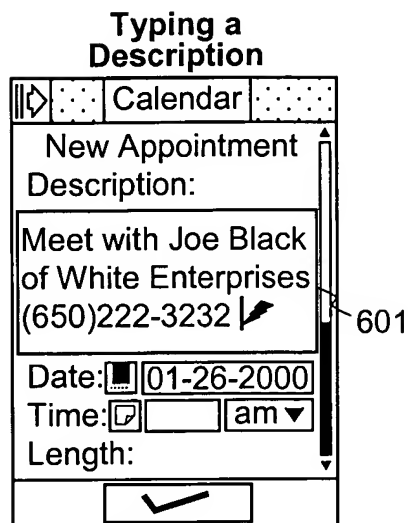 Typing a
Description
Calendar
New Appointment
Description:
Meet with Joe Black
of White Enterprises
(650)222-3232
601
Date: 01-26-2000
Time: am
Length: